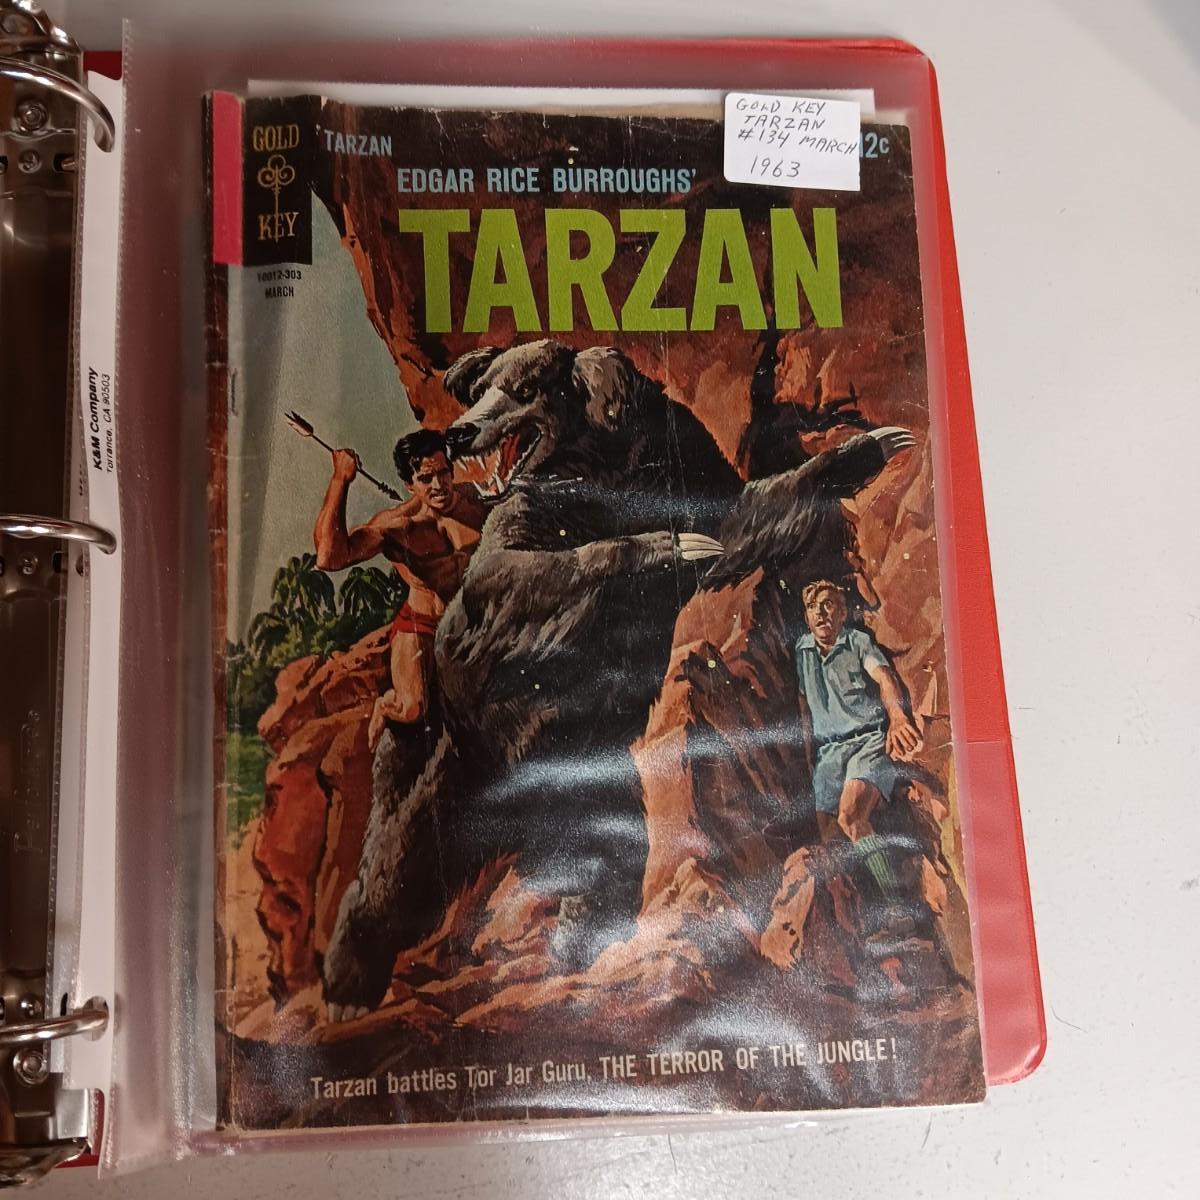 GOLD KEY
TARZAN
#134 MARCH
1963
GOLD
KEY
TARZAN
12c
EDGAR RICE BURROUGHS'
TARZAN
10012-303
MARCH
K&M Company
Torrance, CA 90503
Tarzan battles Tor Jar Guru, THE TERROR OF THE JUNGLE!